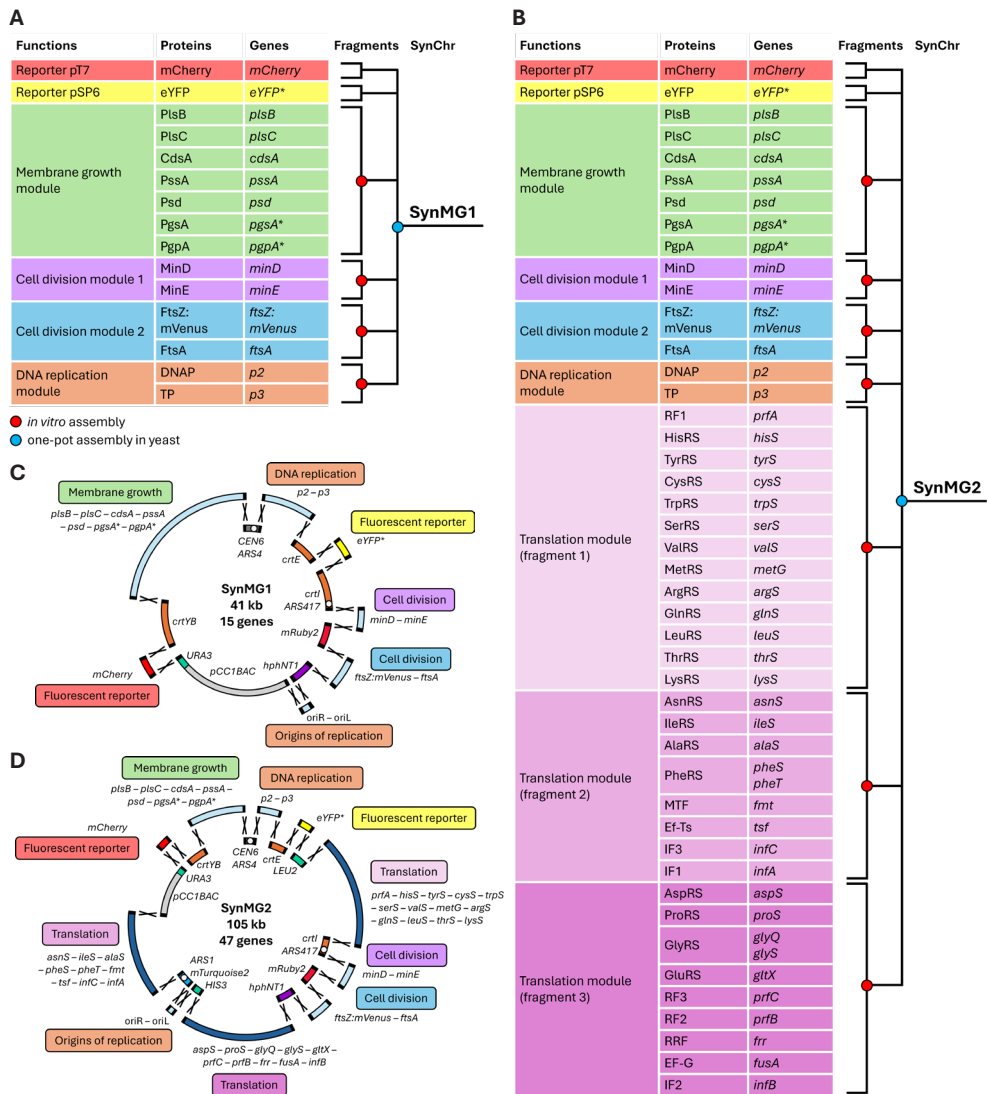 A
Functions Proteins Genes Fragments SynChr
Reporter pT7 mCherry mCherry
Reporter pSP6 eYFP eYFP*
Membrane growth module
PlsB plsB
PlsC plsC
CdsA cdsA
PssA pssA
Psd psd
PgsA pgsA*
PgpA pgpA*
Cell division module 1
MinD minD
MinE minE
Cell division module 2
FtsZ: ftsZ:
mVenus mVenus
FtsA ftsA
DNA replication
module
DNAP p2
TP p3
SynMG1
in vitro assembly
one-pot assembly in yeast
B
Functions Proteins Genes Fragments SynChr
Reporter pT7 mCherry mCherry
Reporter pSP6 eYFP eYFP*
Membrane growth
module
PlsB plsB
PlsC plsC
CdsA cdsA
PssA pssA
Psd psd
PgsA pgsA*
PgpA pgpA*
Cell division module 1
MinD minD
MinE minE
Cell division module 2
FtsZ: ftsZ:
mVenus mVenus
FtsA ftsA
DNA replication
module
DNAP p2
TP p3
Translation module
(fragment 1)
RF1 prfA
HisRS hisS
TyrRS tyrS
CysRS cysS
TrpRS trpS
SerRS serS
ValRS valS
MetRS metG
ArgRS argS
GlnRS glnS
LeuRS leuS
ThrRS thrS
LysRS lysS
Translation module
(fragment 2)
AsnRS asnS
IleRS ileS
AlaRS alaS
PheRS pheS
pheT
MTF fmt
Ef-Ts tsf
IF3 infC
IF1 infA
Translation module
(fragment 3)
AspRS aspS
ProRS proS
GlyRS glyQ
glyS
GluRS gltX
RF3 prfC
RF2 prfB
RRF frr
EF-G fusA
IF2 infB
SynMG2
C
Membrane growth
plsB – plsC – cdsA – pssA
– psd – pgsA* – pgpA*
DNA replication
p2 – p3
Fluorescent reporter
eYFP*
CEN6
ARS4
crtE
SynMG1
41 kb
15 genes
crtI
ARS417
Cell division
minD – minE
mRuby2
Cell division
ftsZ:mVenus – ftsA
crtYB
URA3
pCC1BAC
hphNT1
mCherry
Fluorescent reporter
oriR – oriL
Origins of replication
D
Membrane growth
plsB – plsC – cdsA – pssA –
psd – pgsA* – pgpA*
DNA replication
p2 – p3
eYFP*
Fluorescent reporter
mCherry
Fluorescent reporter
crtYB
URA3
pCC1BAC
CEN6
ARS4
crtE
LEU2
SynMG2
105 kb
47 genes
Translation
prfA – hisS – tyrS – cysS – trpS
– serS – valS – metG – argS
– glnS – leuS – thrS – lysS
crtI
ARS417
Cell division
minD – minE
mRuby2
hphNT1
Cell division
ftsZ:mVenus – ftsA
Translation
asnS – ileS – alaS
– pheS – pheT – fmt
– tsf – infC – infA
ARS1
mTurquoise2
HIS3
oriR – oriL
Origins of replication
aspS – proS – glyQ – glyS – gltX –
prfC – prfB – frr – fusA – infB
Translation